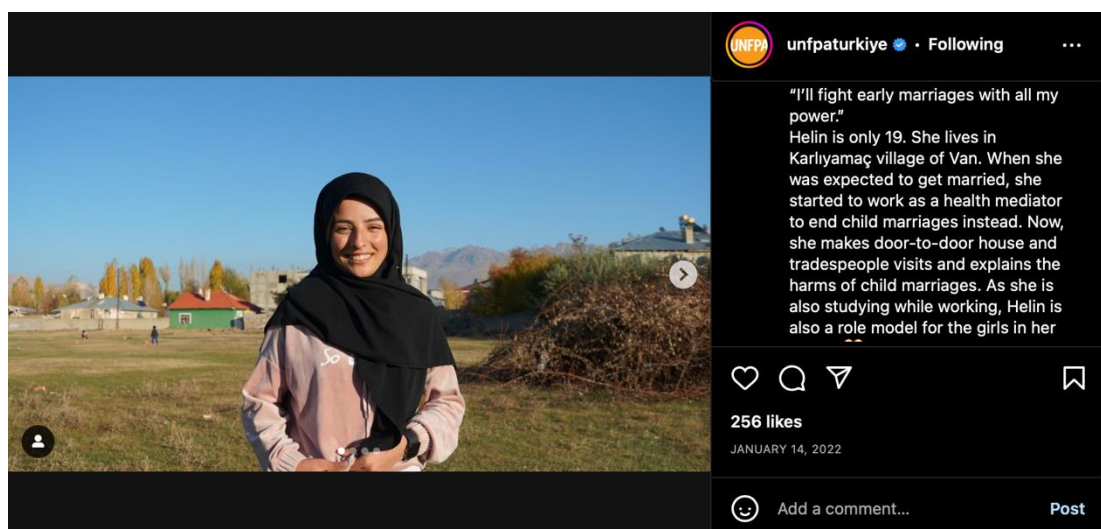 UNFPA
unfpaturkiye • Following
“I’ll fight early marriages with all my
power.”
Helin is only 19. She lives in
Karlıyamaç village of Van. When she
was expected to get married, she
started to work as a health mediator
to end child marriages instead. Now,
she makes door-to-door house and
tradespeople visits and explains the
harms of child marriages. As she is
also studying while working, Helin is
also a role model for the girls in her
256 likes
JANUARY 14, 2022
Add a comment...
Post